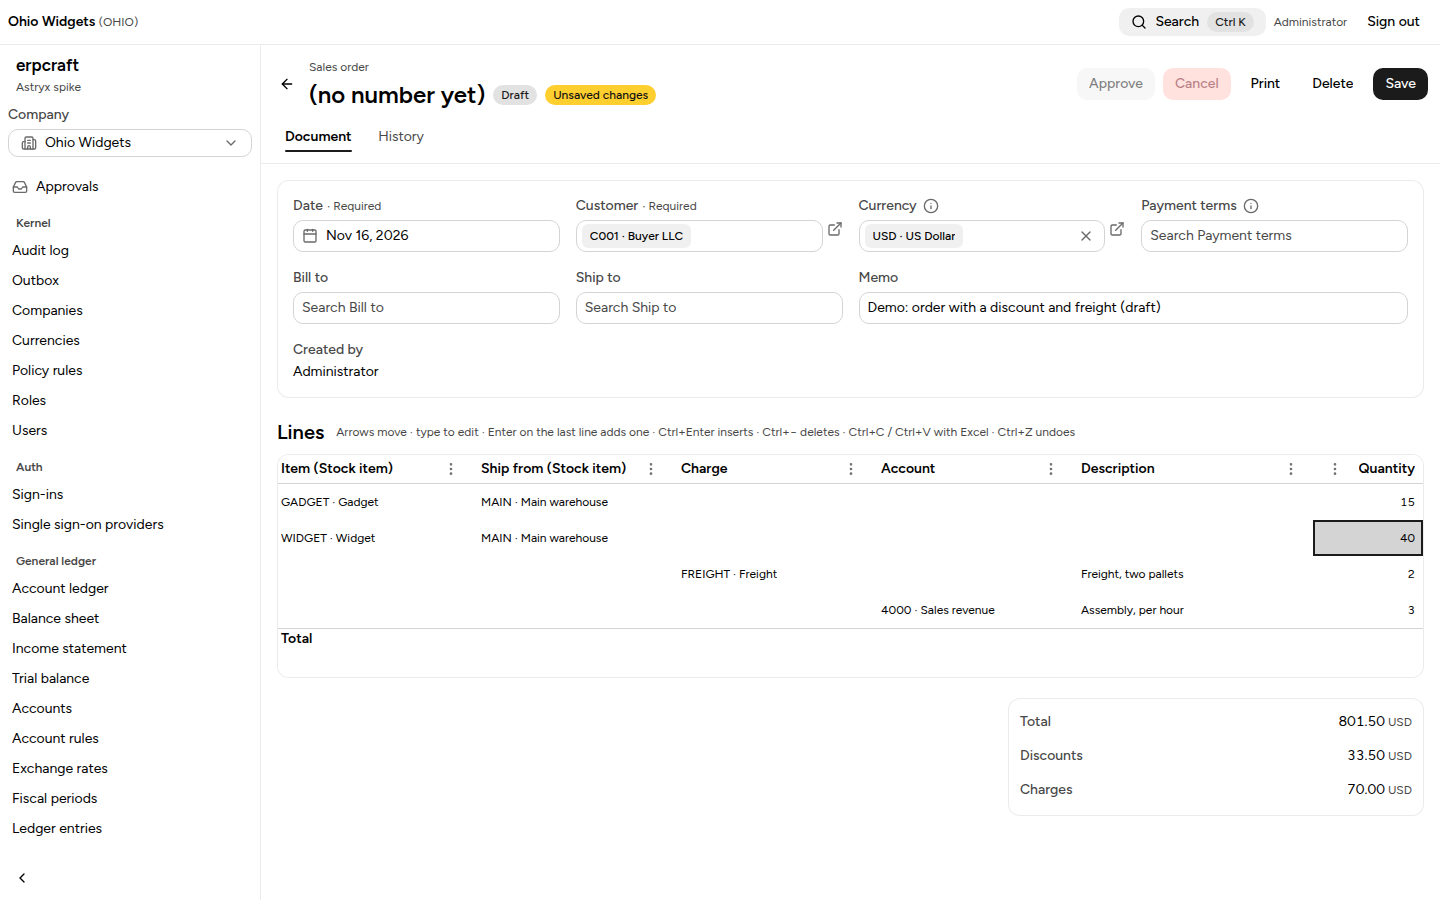 Ohio Widgets (OHIO)
Search Ctrl K
Administrator
Sign out
erpcraft
Astryx spike
Company
Ohio Widgets
Approvals
Kernel
Audit log
Outbox
Companies
Currencies
Policy rules
Roles
Users
Auth
Sign-ins
Single sign-on providers
General ledger
Account ledger
Balance sheet
Income statement
Trial balance
Accounts
Account rules
Exchange rates
Fiscal periods
Ledger entries
Sales order
(no number yet) Draft Unsaved changes
Approve Cancel Print Delete Save
Document History
Date · Required Customer · Required Currency Payment terms
Nov 16, 2026 C001 · Buyer LLC USD · US Dollar Search Payment terms
Bill to Ship to Memo
Search Bill to Search Ship to Demo: order with a discount and freight (draft)
Created by
Administrator
Lines Arrows move · type to edit · Enter on the last line adds one · Ctrl+Enter inserts · Ctrl+− deletes · Ctrl+C / Ctrl+V with Excel · Ctrl+Z undoes
Item (Stock item) Ship from (Stock item) Charge Account Description Quantity
GADGET · Gadget MAIN · Main warehouse 15
WIDGET · Widget MAIN · Main warehouse 40
FREIGHT · Freight Freight, two pallets 2
4000 · Sales revenue Assembly, per hour 3
Total
Total 801.50 USD
Discounts 33.50 USD
Charges 70.00 USD